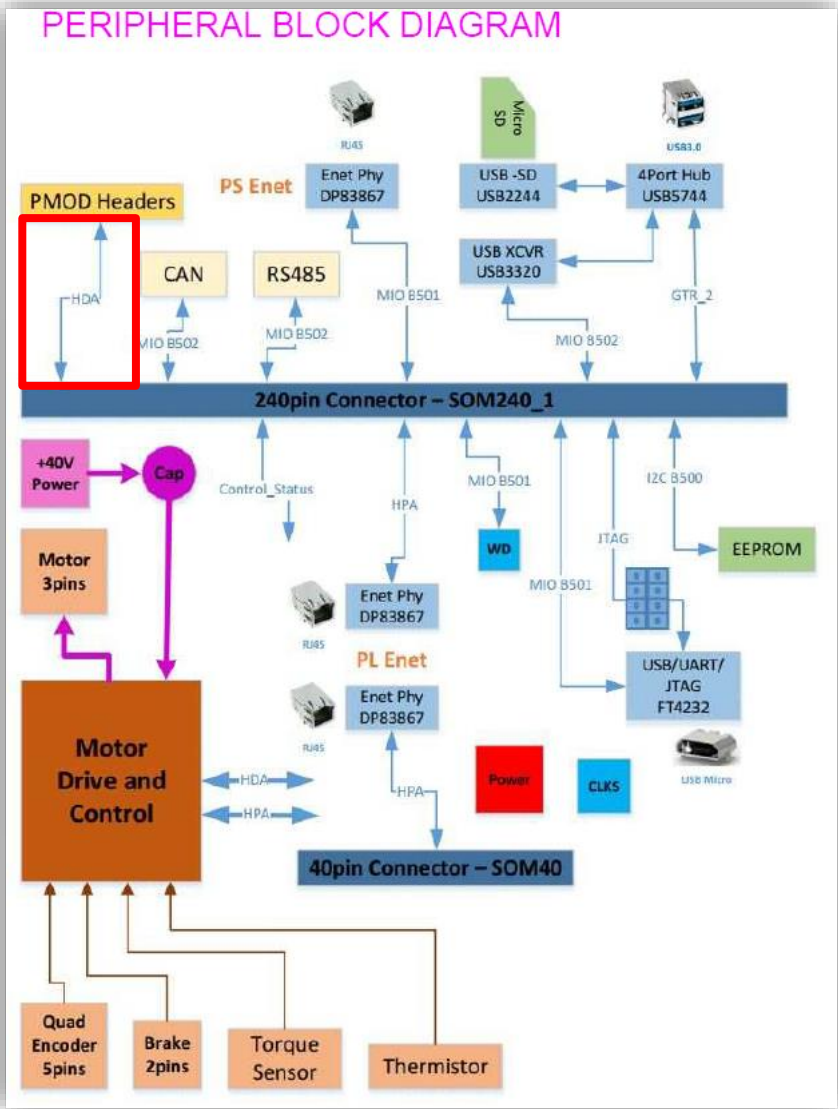 PERIPHERAL BLOCK DIAGRAM
RJ45
Micro
SD
USB3.0
PS Enet
Enet Phy
DP83867
USB -SD
USB2244
4Port Hub
USB5744
PMOD Headers
CAN
RS485
USB XCVR
USB3320
HDA
MIO B501
GTR_2
MIO B502
MIO B502
MIO B502
240pin Connector – SOM240_1
+40V
Power
Cap
Control_Status
HPA
MIO B501
I2C B500
WD
JTAG
EEPROM
Motor
3pins
MIO B501
Enet Phy
DP83867
RJ45
PL Enet
USB/UART/
JTAG
FT4232
Enet Phy
DP83867
RJ45
Motor
Drive and
Control
HDA
HPA
HPA
Power
CLKS
USB Micro
40pin Connector – SOM40
Quad
Encoder
5pins
Brake
2pins
Torque
Sensor
Thermistor